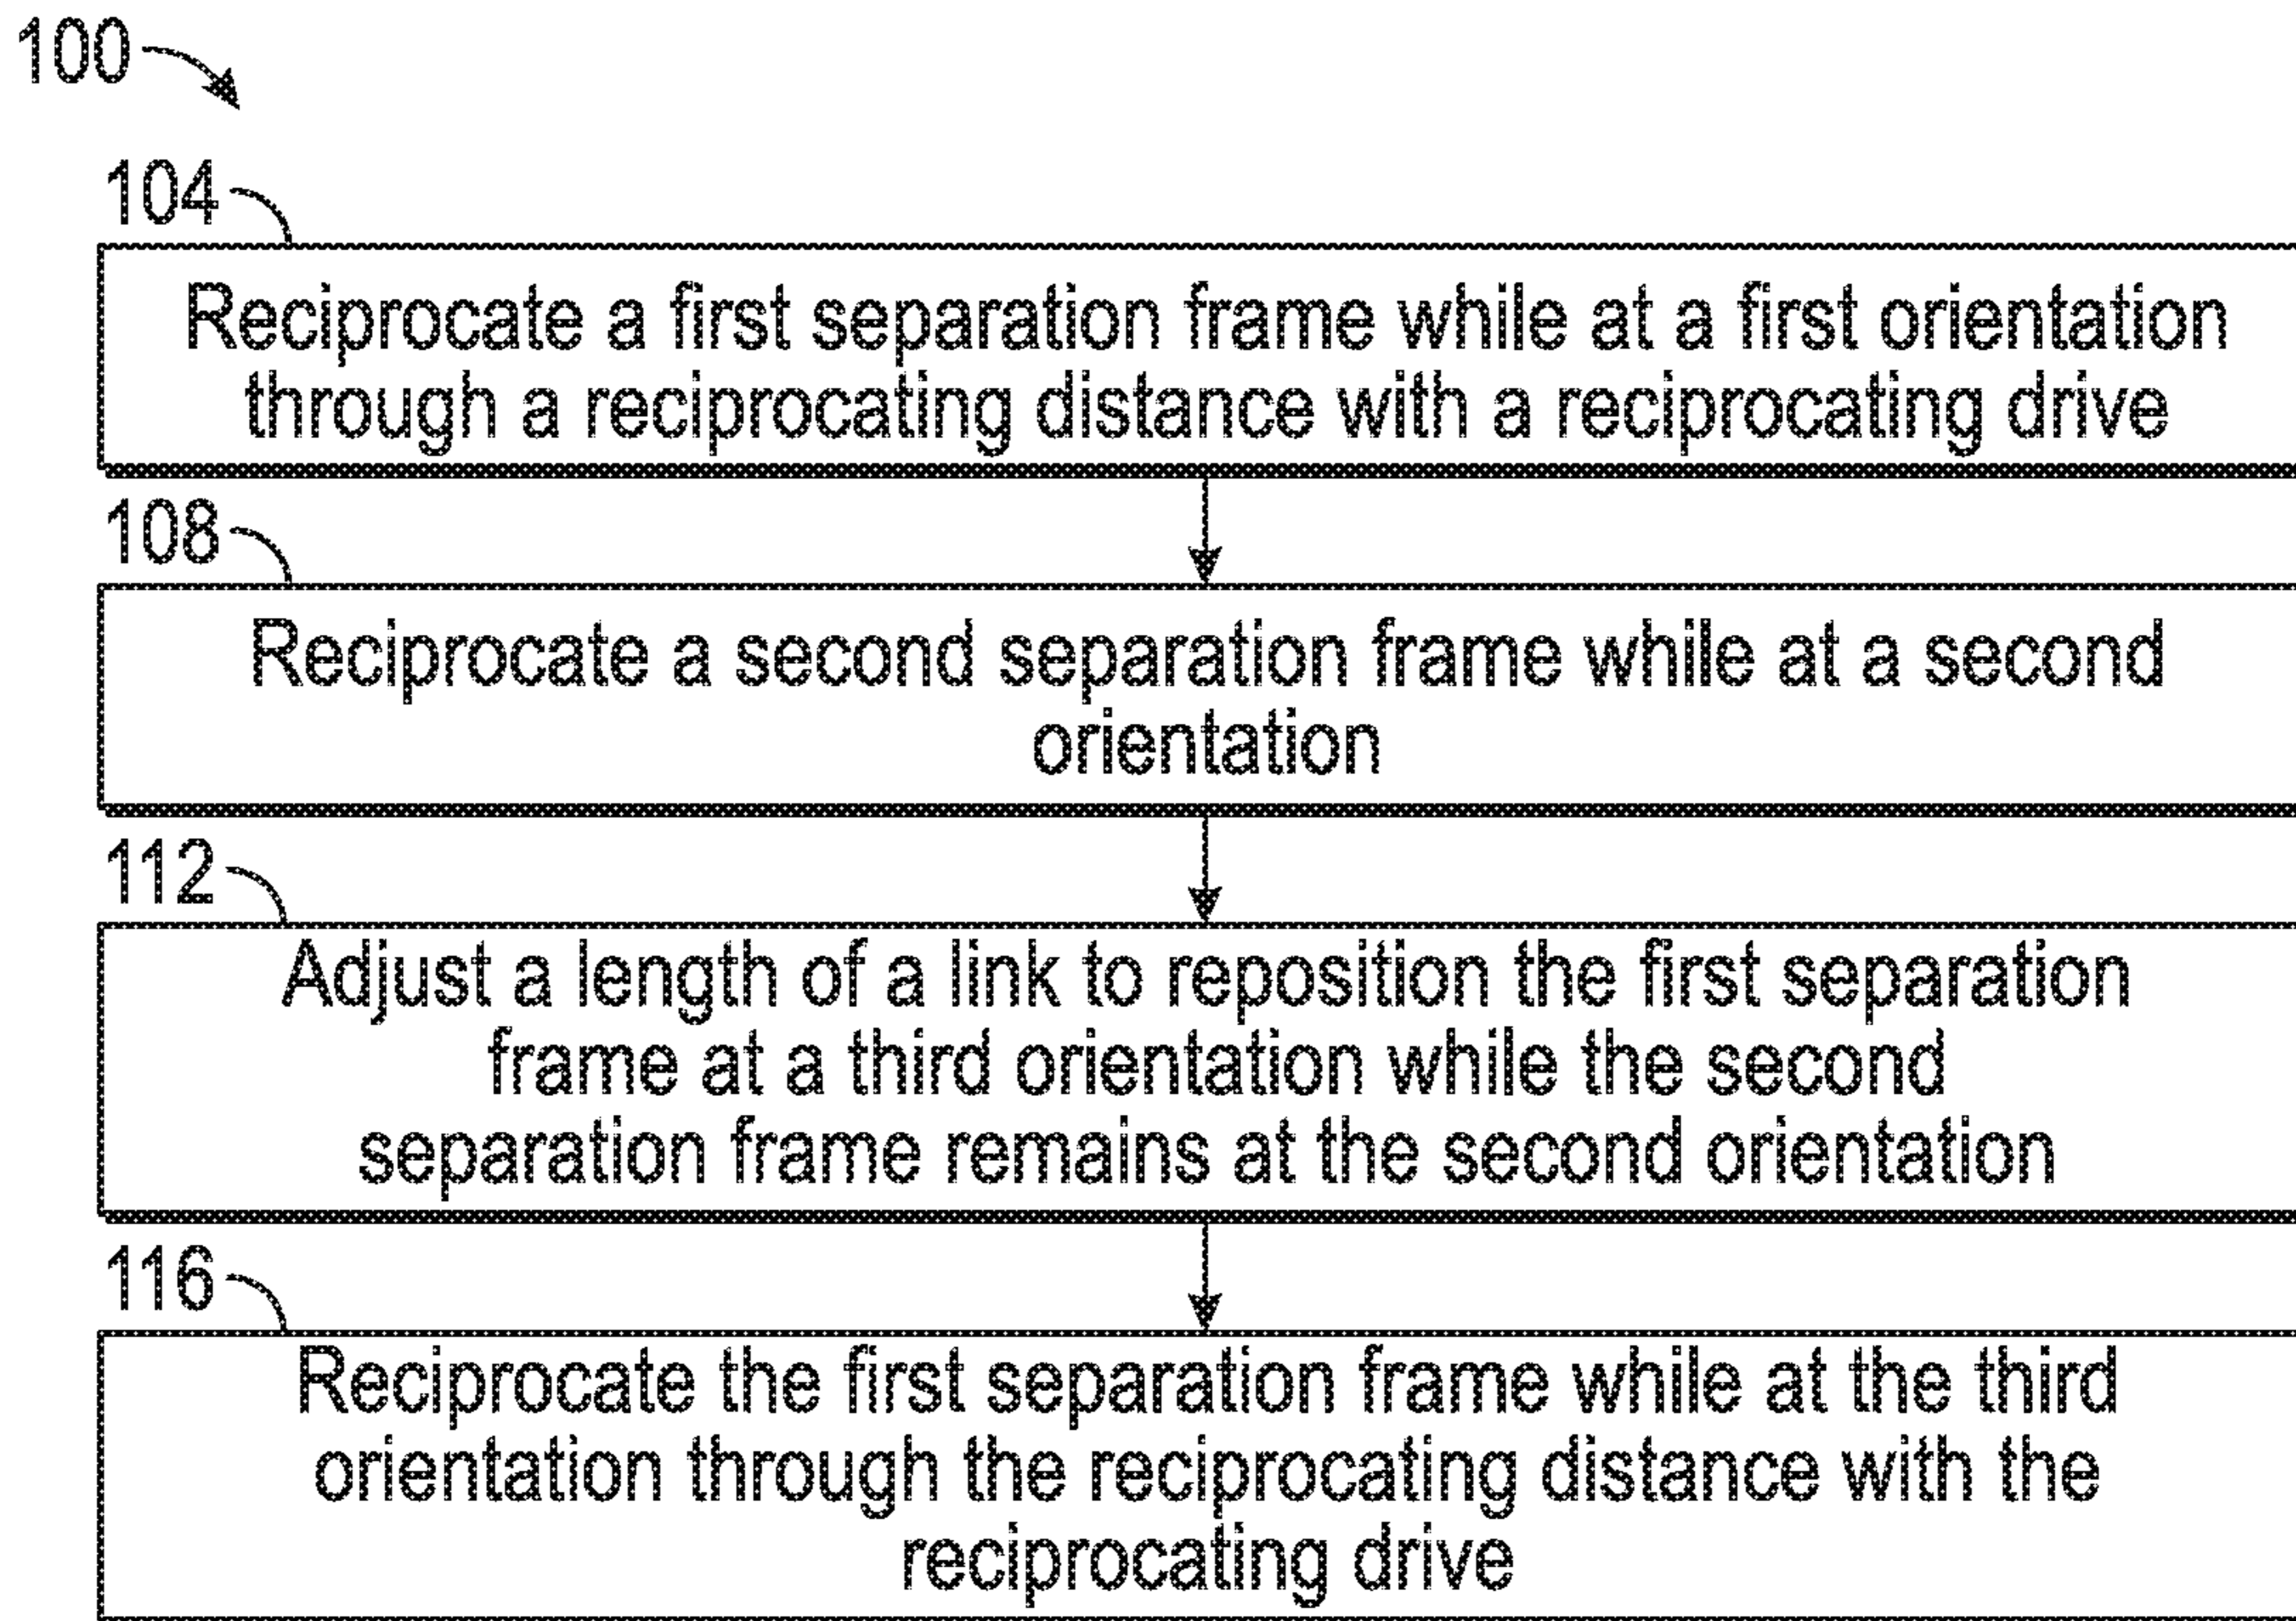 100
104
Reciprocate a first separation frame while at a first orientation
through a reciprocating distance with a reciprocating drive
108
Reciprocate a second separation frame while at a second
orientation
112
Adjust a length of a link to reposition the first separation
frame at a third orientation while the second
separation frame remains at the second orientation
116
Reciprocate the first separation frame while at the third
orientation through the reciprocating distance with the
reciprocating drive